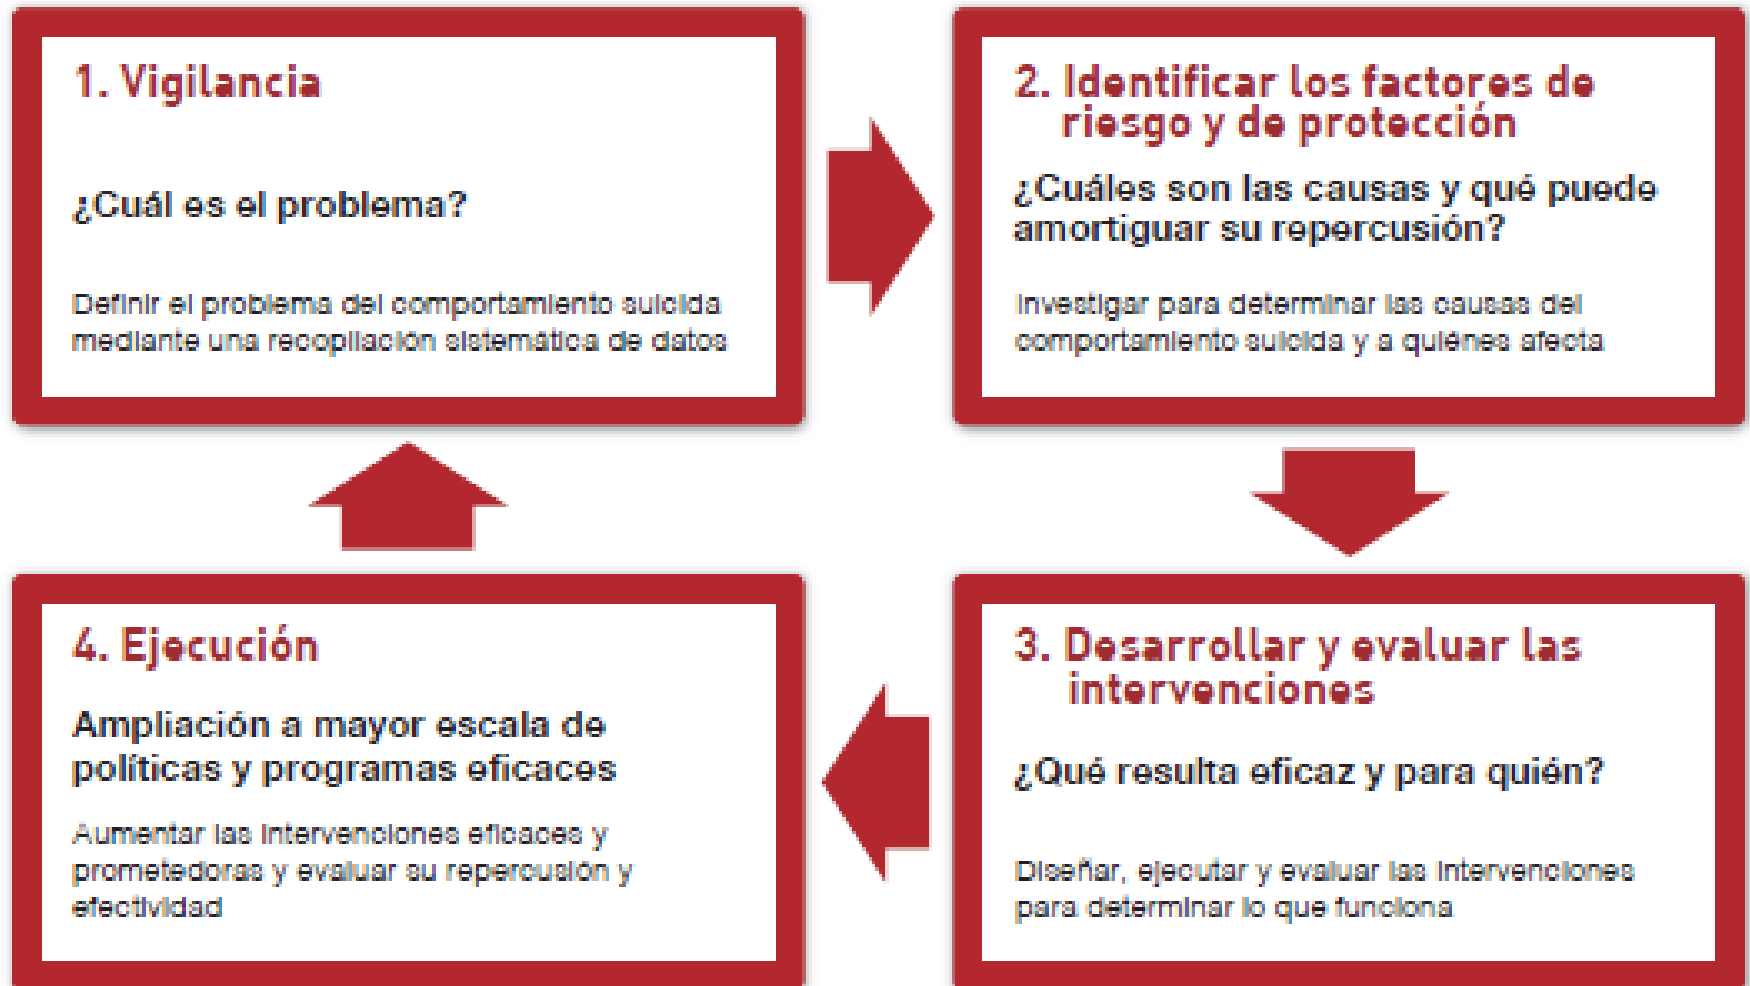 1. Vigilancia
¿Cuál es el problema?
Definir el problema del comportamiento suicida
mediante una recopilación sistemática de datos
2. Identificar los factores de
riesgo y de protección
¿Cuáles son las causas y qué puede
amortiguar su repercusión?
Investigar para determinar las causas del
comportamiento suicida y a quiénes afecta
3. Desarrollar y evaluar las
intervenciones
¿Qué resulta eficaz y para quién?
Diseñar, ejecutar y evaluar las intervenciones
para determinar lo que funciona
4. Ejecución
Ampliación a mayor escala de
políticas y programas eficaces
Aumentar las intervenciones eficaces y
prometedoras y evaluar su repercusión y
efectividad